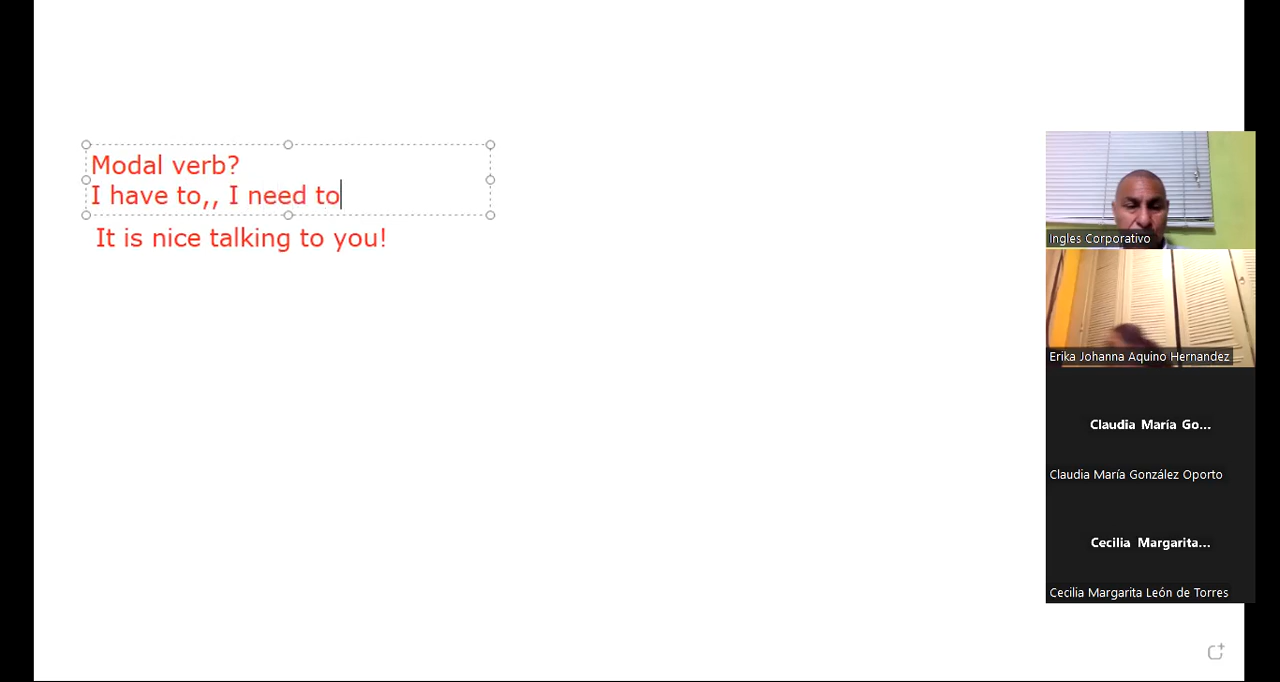 Modal verb?
I have to,, I need to
It is nice talking to you!
Ingles Corporativo
Erika Johanna Aquino Hernandez
Claudia María Go...
Claudia María González Oporto
Cecilia Margarita...
Cecilia Margarita León de Torres